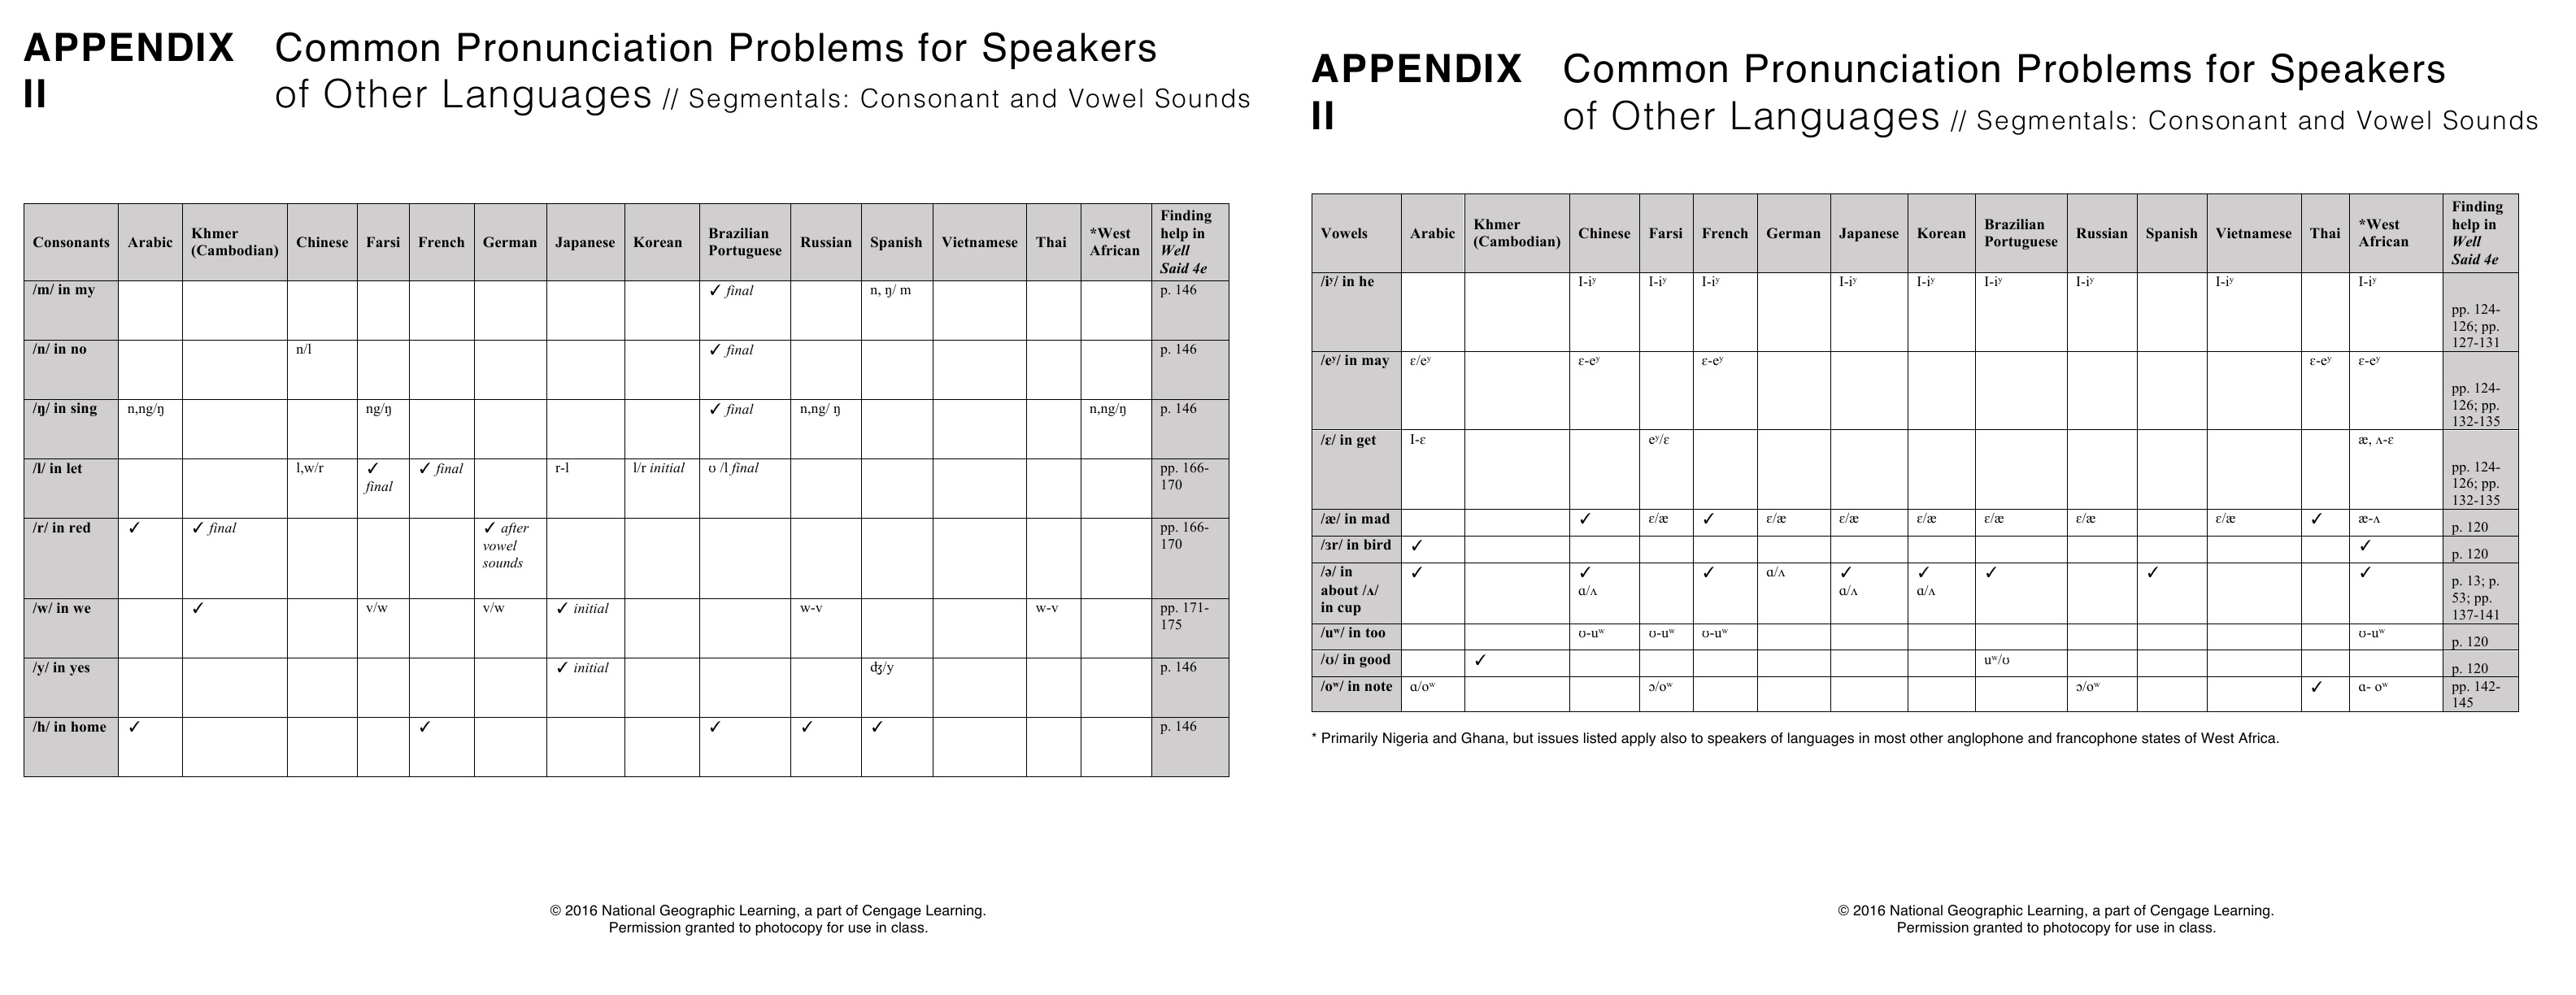 APPENDIX II
Common Pronunciation Problems for Speakers
of Other Languages // Segmentals: Consonant and Vowel Sounds
Consonants | Arabic | Khmer (Cambodian) | Chinese | Farsi | French | German | Japanese | Korean | Brazilian Portuguese | Russian | Spanish | Vietnamese | Thai | *West African | Finding help in Well Said 4e
/m/ in my | | | | | | | | | ✓ final | | n, ŋ/ m | | | | p. 146
/n/ in no | | | n/l | | | | | | ✓ final | | | | | | p. 146
/ŋ/ in sing | n,ng/ŋ | | | ng/ŋ | | | | | ✓ final | n,ng/ ŋ | | | | n,ng/ŋ | p. 146
/l/ in let | | | l,w/r | ✓ final | ✓ final | | r-l | l/r initial | ʊ /l final | | | | | | pp. 166-170
/r/ in red | ✓ | ✓ final | | | | ✓ after vowel sounds | | | | | | | | | pp. 166-170
/w/ in we | | ✓ | | v/w | | v/w | ✓ initial | | | w-v | | | w-v | | pp. 171-175
/y/ in yes | | | | | | | ✓ initial | | | | ʤ/y | | | | p. 146
/h/ in home | ✓ | | | | ✓ | | | | ✓ | ✓ | ✓ | | | | p. 146
© 2016 National Geographic Learning, a part of Cengage Learning.
Permission granted to photocopy for use in class.
APPENDIX II
Common Pronunciation Problems for Speakers
of Other Languages // Segmentals: Consonant and Vowel Sounds
Vowels | Arabic | Khmer (Cambodian) | Chinese | Farsi | French | German | Japanese | Korean | Brazilian Portuguese | Russian | Spanish | Vietnamese | Thai | *West African | Finding help in Well Said 4e
/iʸ/ in he | | | I-iʸ | I-iʸ | I-iʸ | | I-iʸ | I-iʸ | I-iʸ | I-iʸ | | I-iʸ | | I-iʸ | pp. 124-126; pp. 127-131
/eʸ/ in may | ɛ/eʸ | | ɛ-eʸ | | ɛ-eʸ | | | | | | | | ɛ-eʸ | ɛ-eʸ | pp. 124-126; pp. 132-135
/ɛ/ in get | I-ɛ | | | eʸ/ɛ | | | | | | | | | | æ, ʌ-ɛ | pp. 124-126; pp. 132-135
/æ/ in mad | | | ✓ | ɛ/æ | ✓ | ɛ/æ | ɛ/æ | ɛ/æ | ɛ/æ | ɛ/æ | | ɛ/æ | ✓ | æ-ʌ | p. 120
/ɜr/ in bird | ✓ | | | | | | | | | | | | | ✓ | p. 120
/ə/ in about /ʌ/ in cup | ✓ | | ✓ ɑ/ʌ | | ✓ | ɑ/ʌ | ✓ ɑ/ʌ | ✓ ɑ/ʌ | ✓ | | ✓ | | | ✓ | p. 13; p. 53; pp. 137-141
/uʷ/ in too | | | ʊ-uʷ | ʊ-uʷ | ʊ-uʷ | | | | | | | | | ʊ-uʷ | p. 120
/ʊ/ in good | | ✓ | | | | | | | uʷ/ʊ | | | | | | p. 120
/oʷ/ in note | ɑ/oʷ | | | ɔ/oʷ | | | | | | ɔ/oʷ | | | ✓ | ɑ- oʷ | pp. 142-145
* Primarily Nigeria and Ghana, but issues listed apply also to speakers of languages in most other anglophone and francophone states of West Africa.
© 2016 National Geographic Learning, a part of Cengage Learning.
Permission granted to photocopy for use in class.